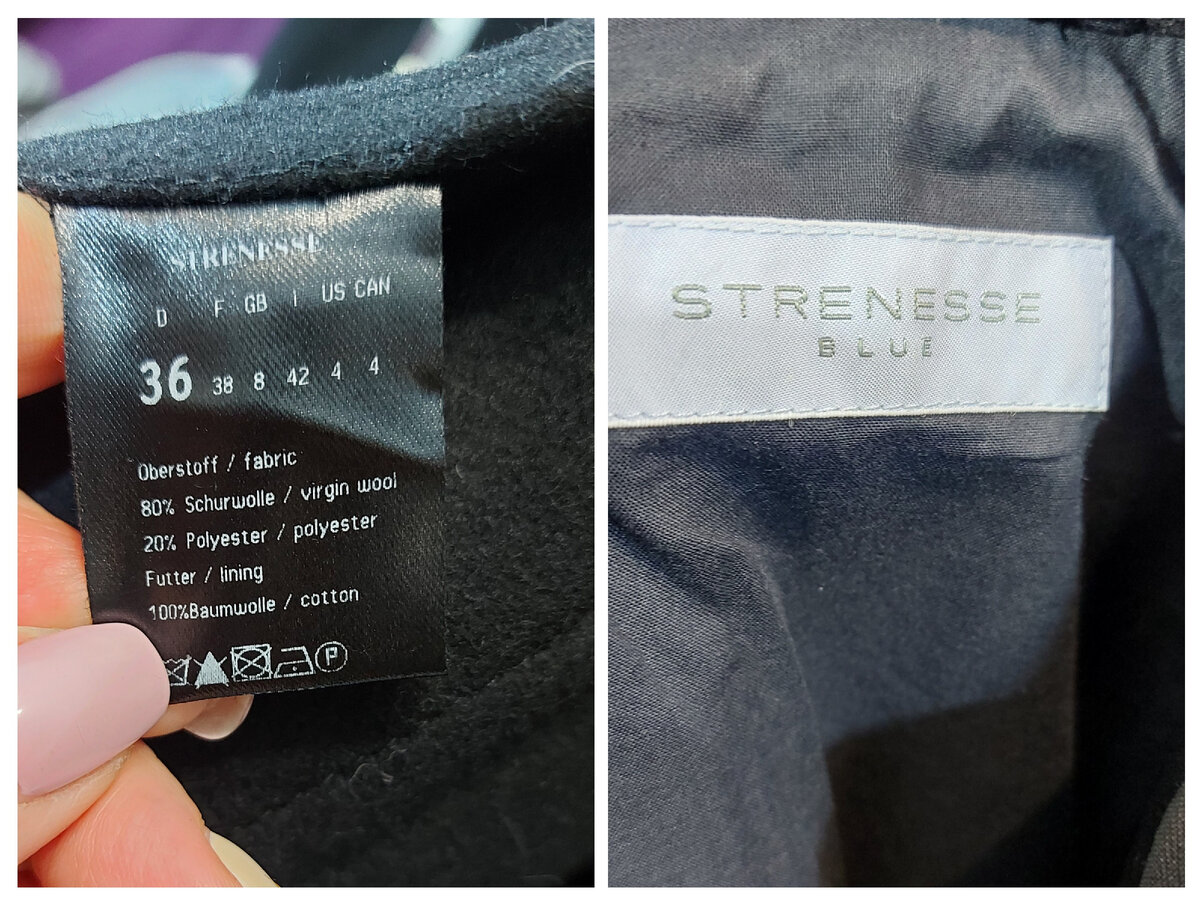 STRENESSE
D F GB I US CAN
36 38 8 42 4 4
Oberstoff / fabric
80% Schurwolle / virgin wool
20% Polyester / polyester
Futter / lining
100%Baumwolle / cotton
P
STRENESSE
BLUE